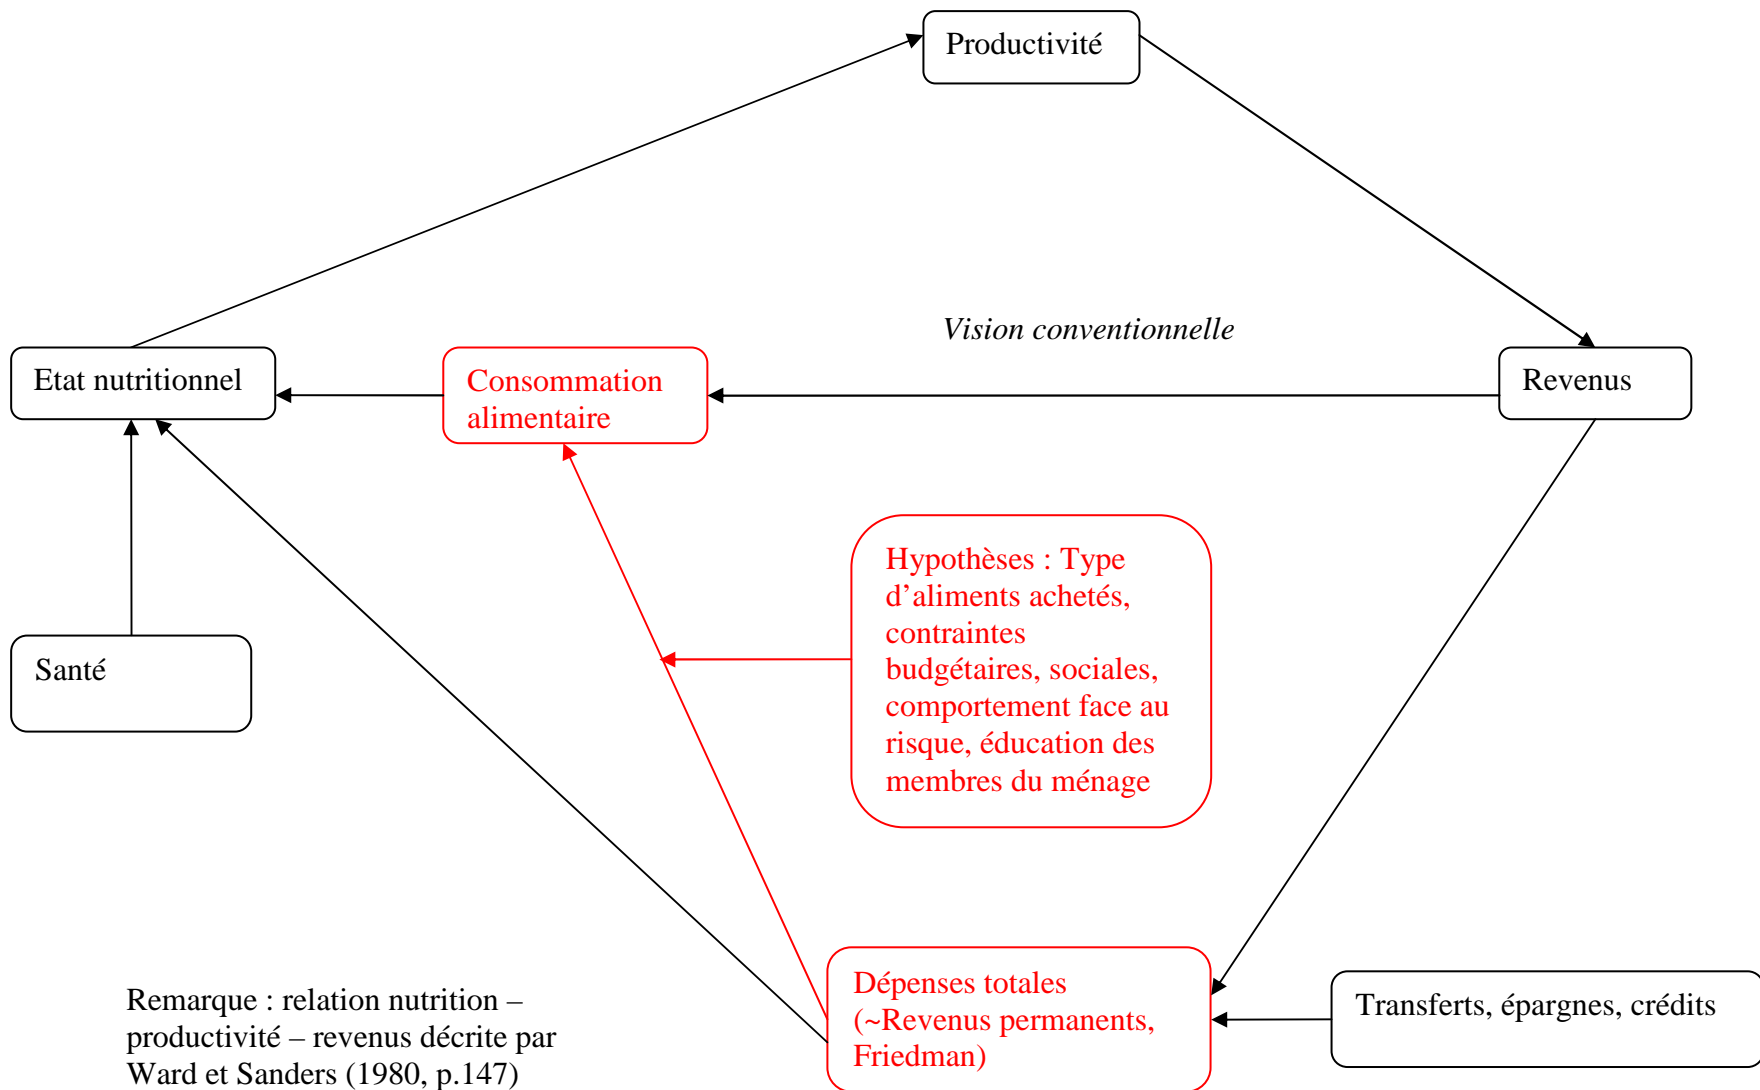 Productivité
Vision conventionnelle
Etat nutritionnel
Consommation
alimentaire
Revenus
Hypothèses : Type
d’aliments achetés,
contraintes
budgétaires, sociales,
comportement face au
risque, éducation des
membres du ménage
Santé
Dépenses totales
(~Revenus permanents,
Friedman)
Transferts, épargnes, crédits
Remarque : relation nutrition –
productivité – revenus décrite par
Ward et Sanders (1980, p.147)